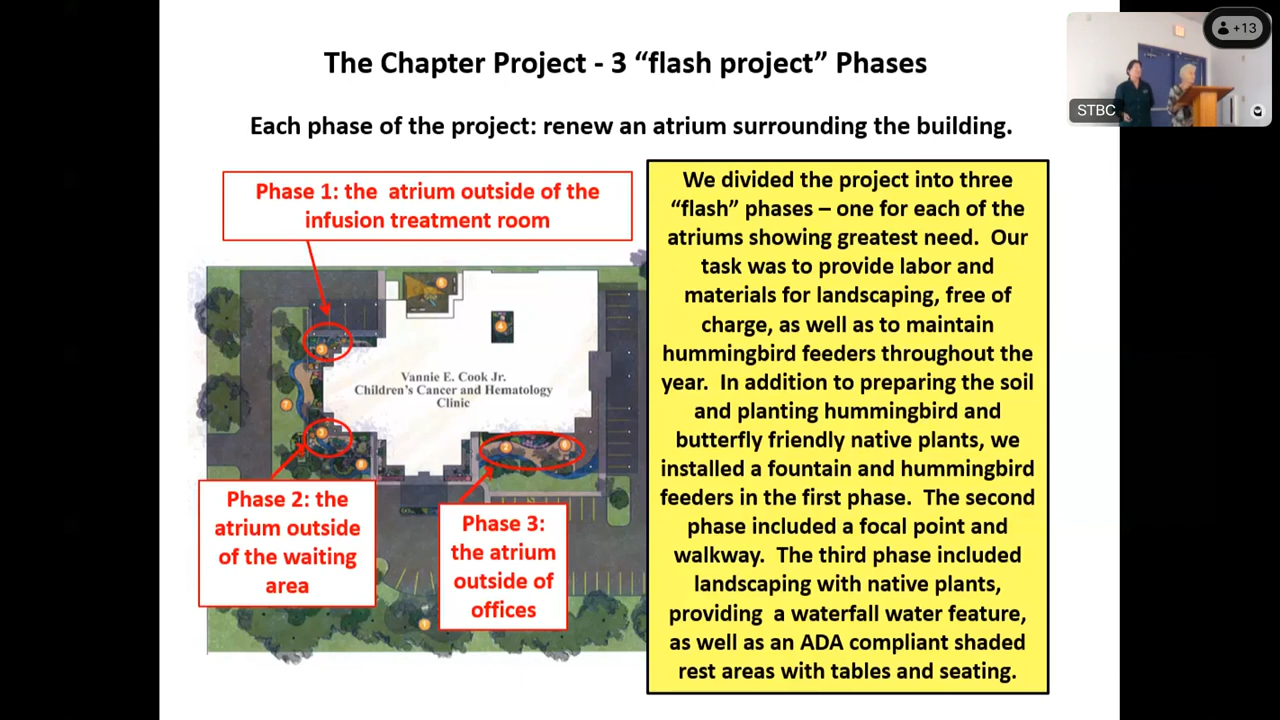 The Chapter Project - 3 “flash project” Phases
+13
STBC
Each phase of the project: renew an atrium surrounding the building.
Phase 1: the  atrium outside of the
infusion treatment room
Vannie E. Cook Jr.
Children's Cancer and Hematology
Clinic
Phase 2: the
atrium outside
of the waiting
area
Phase 3:
the atrium
outside of
offices
We divided the project into three
“flash” phases – one for each of the
atriums showing greatest need.  Our
task was to provide labor and
materials for landscaping, free of
charge, as well as to maintain
hummingbird feeders throughout the
year.  In addition to preparing the soil
and planting hummingbird and
butterfly friendly native plants, we
installed a fountain and hummingbird
feeders in the first phase.  The second
phase included a focal point and
walkway.  The third phase included
landscaping with native plants,
providing  a waterfall water feature,
as well as an ADA compliant shaded
rest areas with tables and seating.
4
7
2
8
1